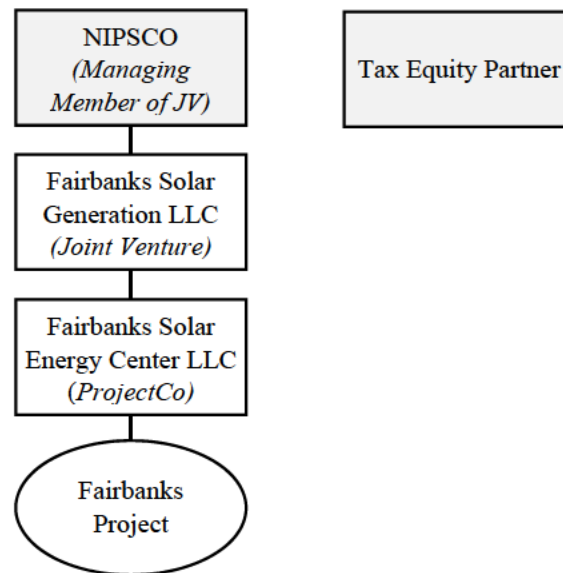 NIPSCO
(Managing
Member of JV)
Tax Equity Partner
Fairbanks Solar
Generation LLC
(Joint Venture)
Fairbanks Solar
Energy Center LLC
(ProjectCo)
Fairbanks
Project